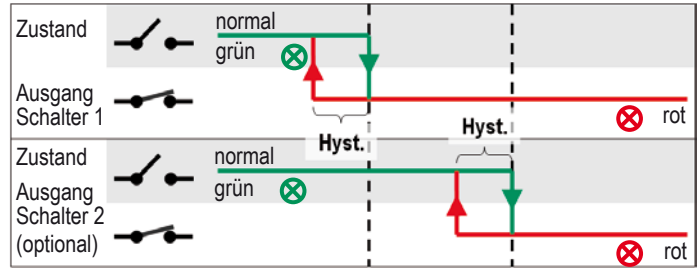 Zustand
normal
grün
Ausgang
Schalter 1
rot
Hyst.
Hyst.
Zustand
normal
grün
Ausgang
Schalter 2
(optional)
rot